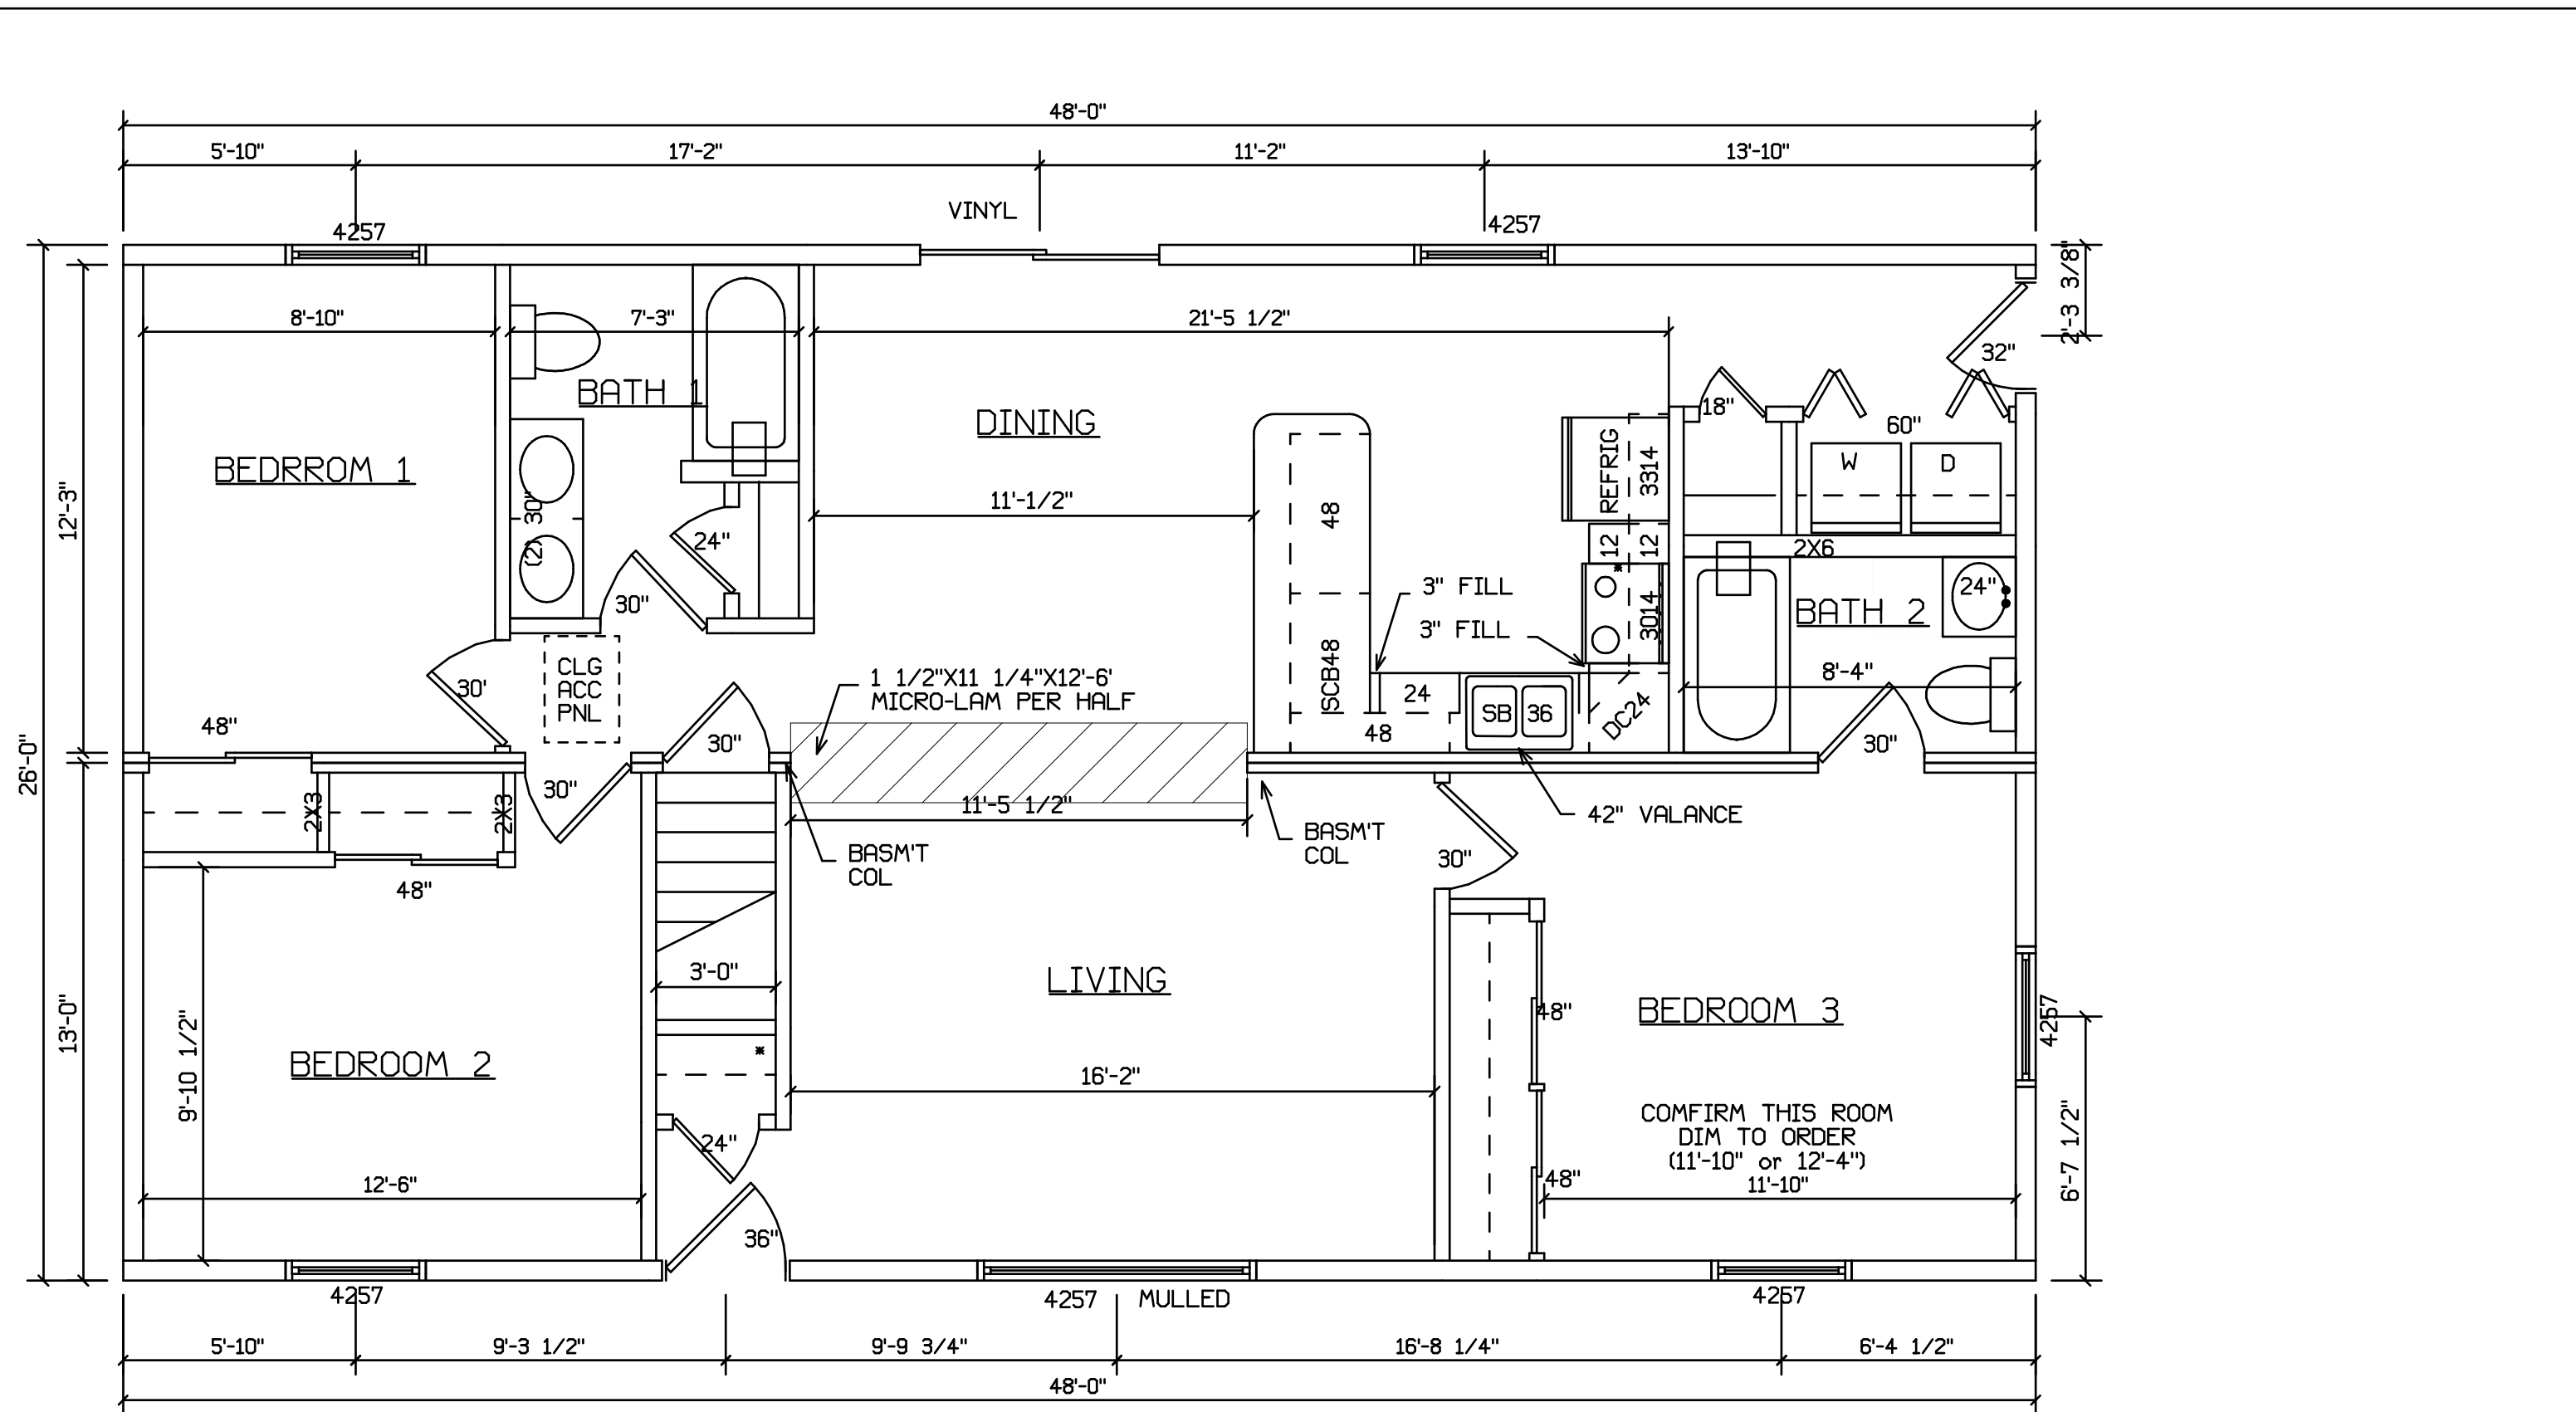 48'-0"
5'-10"
17'-2"
11'-2"
13'-10"
VINYL
4257
4257
2'-3 3/8"
8'-10"
7'-3"
21'-5 1/2"
32"
BATH 1
18"
DINING
60"
REFRIG
3314
W
D
BEDRROM 1
12'-3"
11'-1/2"
48
(2) 30"
24"
12
12
2X6
3" FILL
24"
30"
3014
BATH 2
3" FILL
CLG
ACC
PNL
30'
1 1/2"X11 1/4"X12'-6'
MICRO-LAM PER HALF
SCB48
24
8'-4"
SB
36
DC24
48"
30"
48
30"
26'-0"
30"
2X3
2X3
11'-5 1/2"
42" VALANCE
BASM'T
COL
BASM'T
COL
30"
48"
3'-0"
LIVING
48"
BEDROOM 3
4257
13'-0"
9'-10 1/2"
BEDROOM 2
*
*
16'-2"
COMFIRM THIS ROOM
DIM TO ORDER
(11'-10" or 12'-4")
11'-10"
6'-7 1/2"
24"
48"
12'-6"
36"
4257
4257 MULLED
4257
5'-10"
9'-3 1/2"
9'-9 3/4"
16'-8 1/4"
6'-4 1/2"
48'-0"